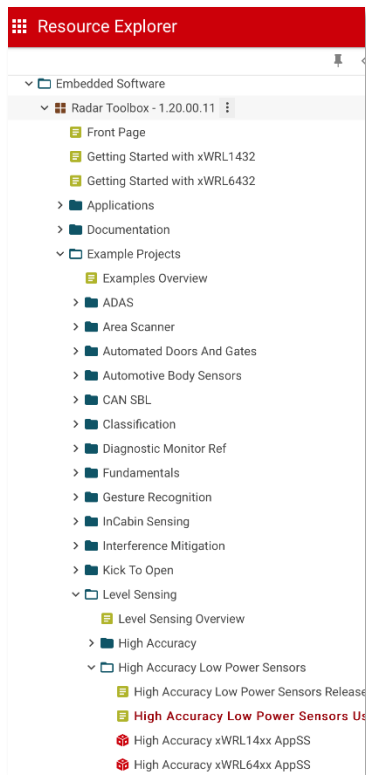 Resource Explorer
Embedded Software
Radar Toolbox - 1.20.00.11
Front Page
Getting Started with xWRL1432
Getting Started with xWRL6432
Applications
Documentation
Example Projects
Examples Overview
ADAS
Area Scanner
Automated Doors And Gates
Automotive Body Sensors
CAN SBL
Classification
Diagnostic Monitor Ref
Fundamentals
Gesture Recognition
InCabin Sensing
Interference Mitigation
Kick To Open
Level Sensing
Level Sensing Overview
High Accuracy
High Accuracy Low Power Sensors
High Accuracy Low Power Sensors Release
High Accuracy Low Power Sensors Us
High Accuracy xWRL14xx AppSS
High Accuracy xWRL64xx AppSS